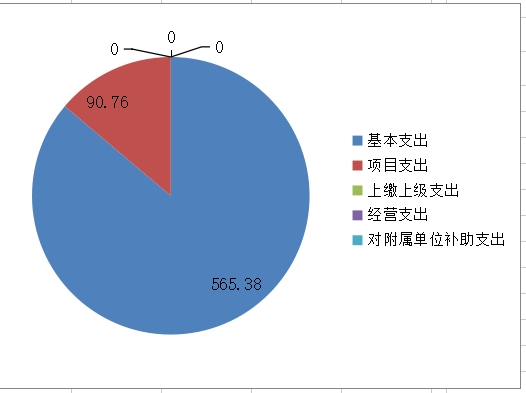 0
0
0
90.76
565.38
基本支出
项目支出
上缴上级支出
经营支出
对附属单位补助支出